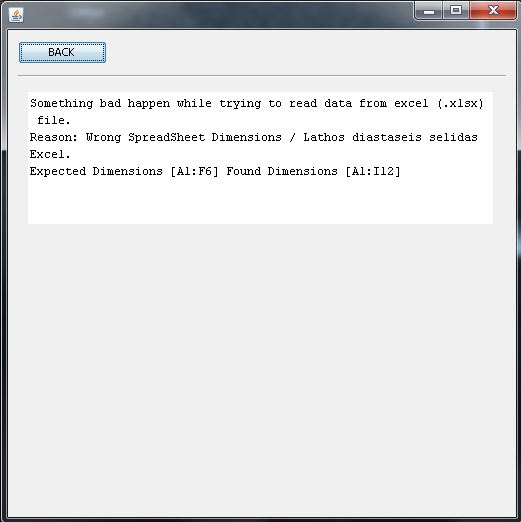 BACK
Something bad happen while trying to read data from excel (.xlsx)
file.
Reason: Wrong SpreadSheet Dimensions / Lathos diastaseis selidas
Excel.
Expected Dimensions [A1:F6] Found Dimensions [A1:I12]